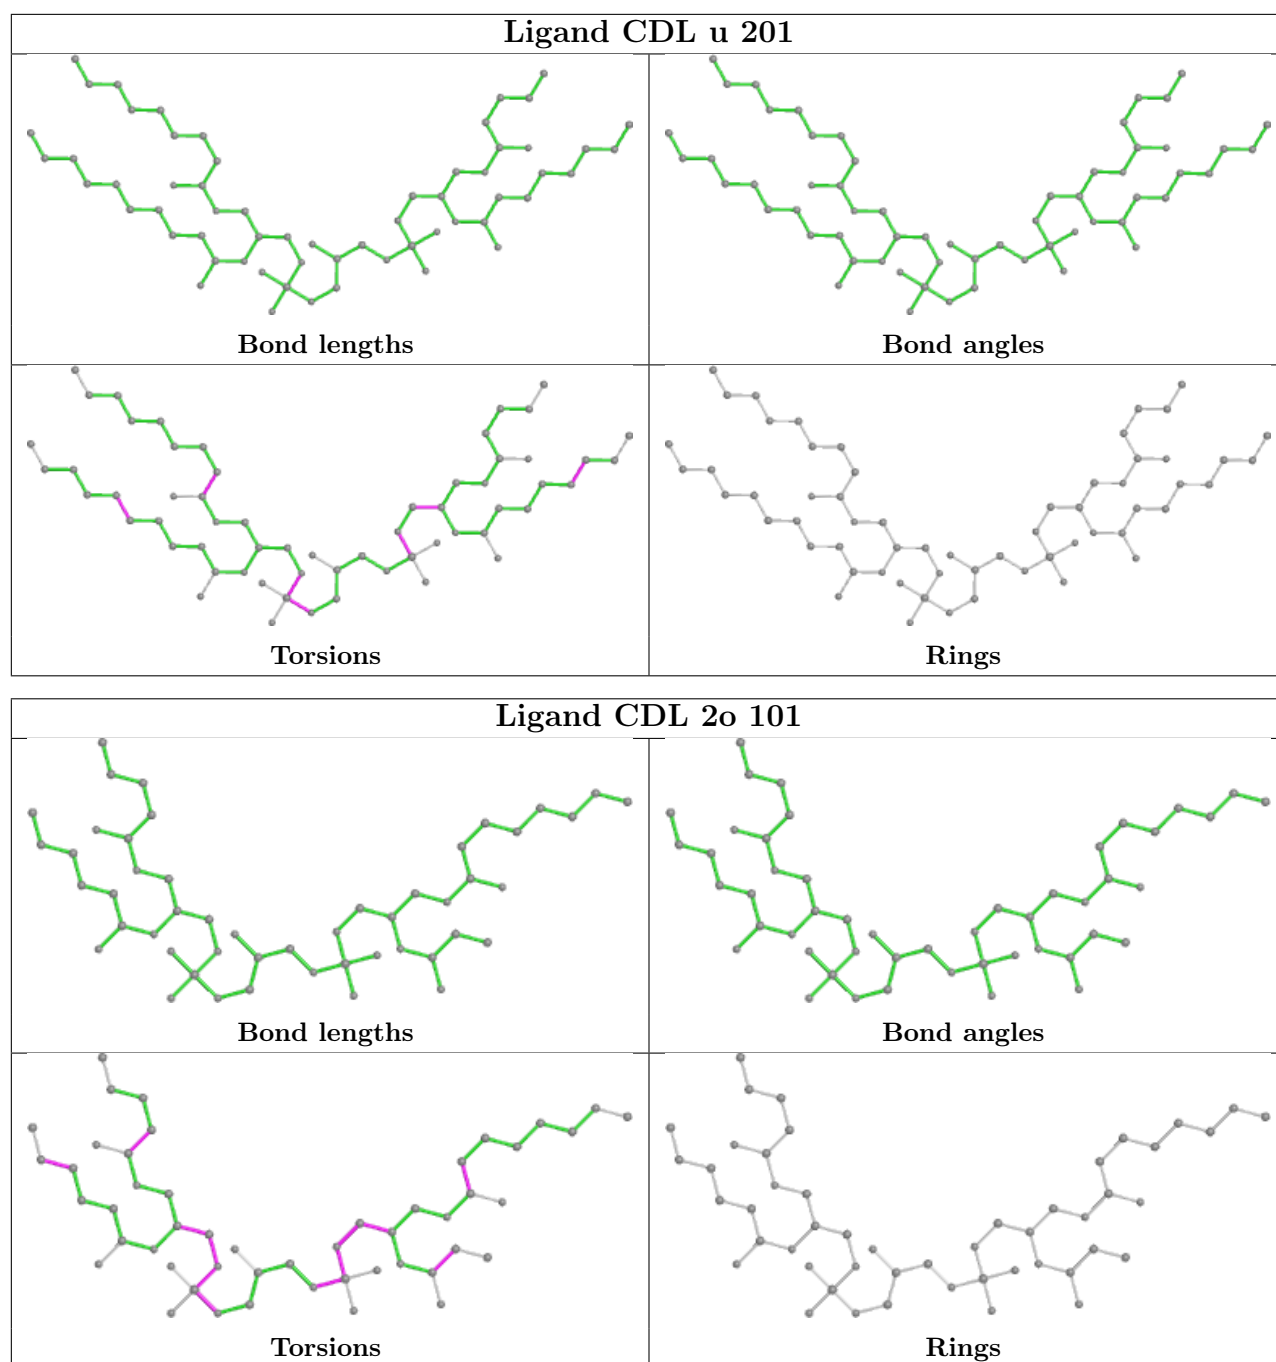 Ligand CDL u 201
Bond lengths
Bond angles
Torsions
Rings
Ligand CDL 2o 101
Bond lengths
Bond angles
Torsions
Rings